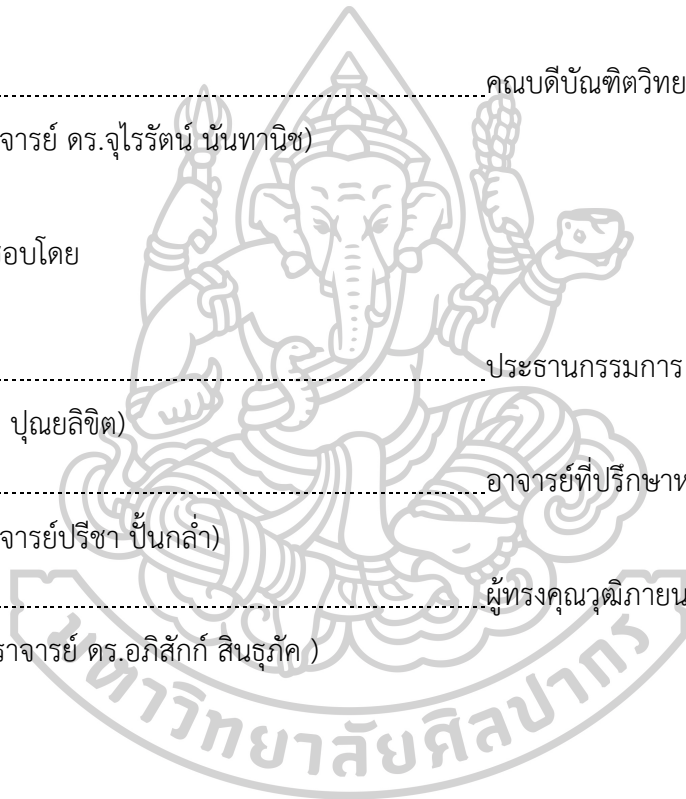 คณบดีบัณฑิตวิทย
จารย์ ดร.จุไรรัตน์ นันทานิช)
อบโดย
ประธานกรรมการ
ปุณยลิขิต)
อาจารย์ที่ปรึกษาห
จารย์ปรีชา ปั้นกล่ำ)
ผู้ทรงคุณวุฒิภายน
ราจารย์ ดร.อภิสักก์ สินธุภัค )
มหาวิทยาลัยศิลปากร